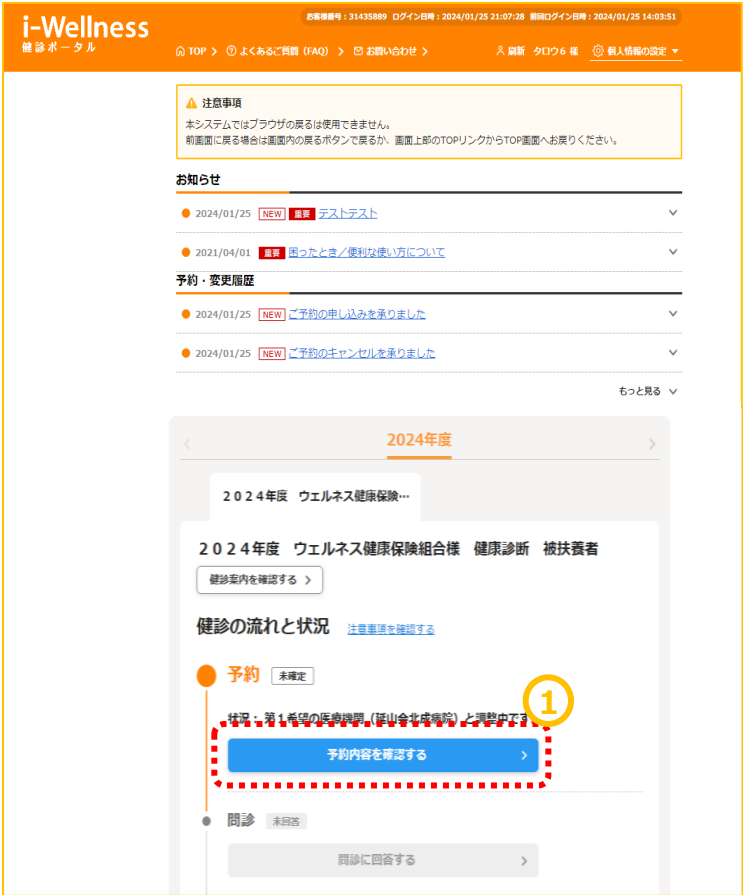 i-Wellness
健診ポータル
お客様番号：31435889 ログイン日時：2024/01/25 21:07:28 前回ログイン日時：2024/01/25 14:03:51
TOP よくあるご質問（FAQ） お問い合わせ 刷新 タロウ６ 様 個人情報の設定
注意事項
本システムではブラウザの戻るは使用できません。
前画面に戻る場合は画面内の戻るボタンで戻るか、画面上部のTOPリンクからTOP画面へお戻りください。
お知らせ
2024/01/25 NEW 重要 テストテスト
2021/04/01 重要 困ったとき／便利な使い方について
予約・変更履歴
2024/01/25 NEW ご予約の申し込みを承りました
2024/01/25 NEW ご予約のキャンセルを承りました
もっと見る
2024年度
２０２４年度　ウェルネス健康保険…
２０２４年度　ウェルネス健康保険組合様　健康診断　被扶養者
健診案内を確認する
健診の流れと状況 注意事項を確認する
予約 未確定
1
状況： 第１希望の医療機関（延山会北成病院）と調整中です
予約内容を確認する
問診 未回答
問診に回答する